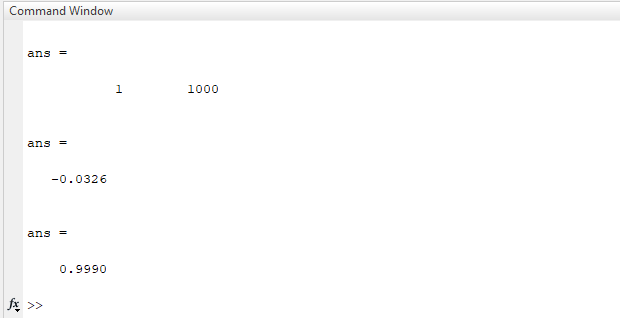 Command Window
ans =
1 1000
ans =
-0.0326
ans =
0.9990
fx >>